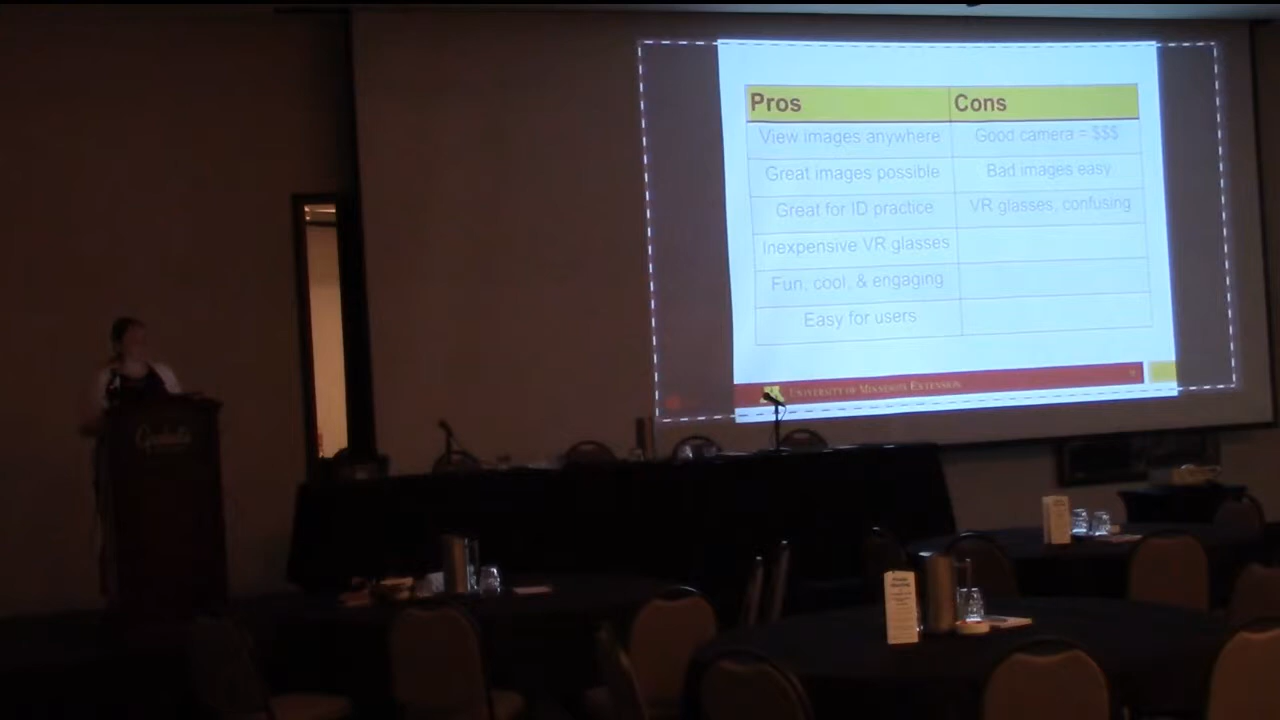 Pros Cons
View images anywhere Good camera = $$$
Great images possible Bad images easy
Great for ID practice VR glasses, confusing
Inexpensive VR glasses
Fun, cool, & engaging
Easy for users
UNIVERSITY OF MINNESOTA EXTENSION